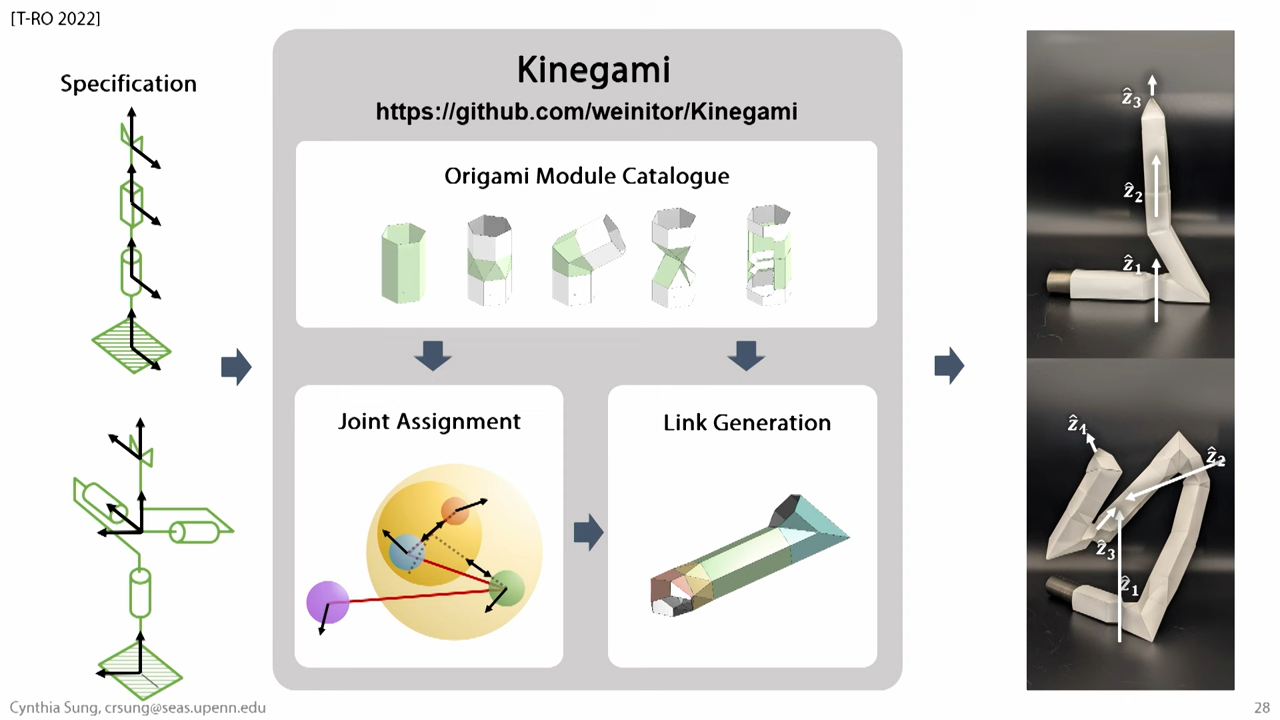 [T-RO 2022]
Specification
Kinegami
https://github.com/weinitor/Kinegami
Origami Module Catalogue
Joint Assignment
Link Generation
ẑ3
ẑ2
ẑ1
ẑ4
ẑ2
ẑ3
ẑ1
Cynthia Sung, crsung@seas.upenn.edu
28